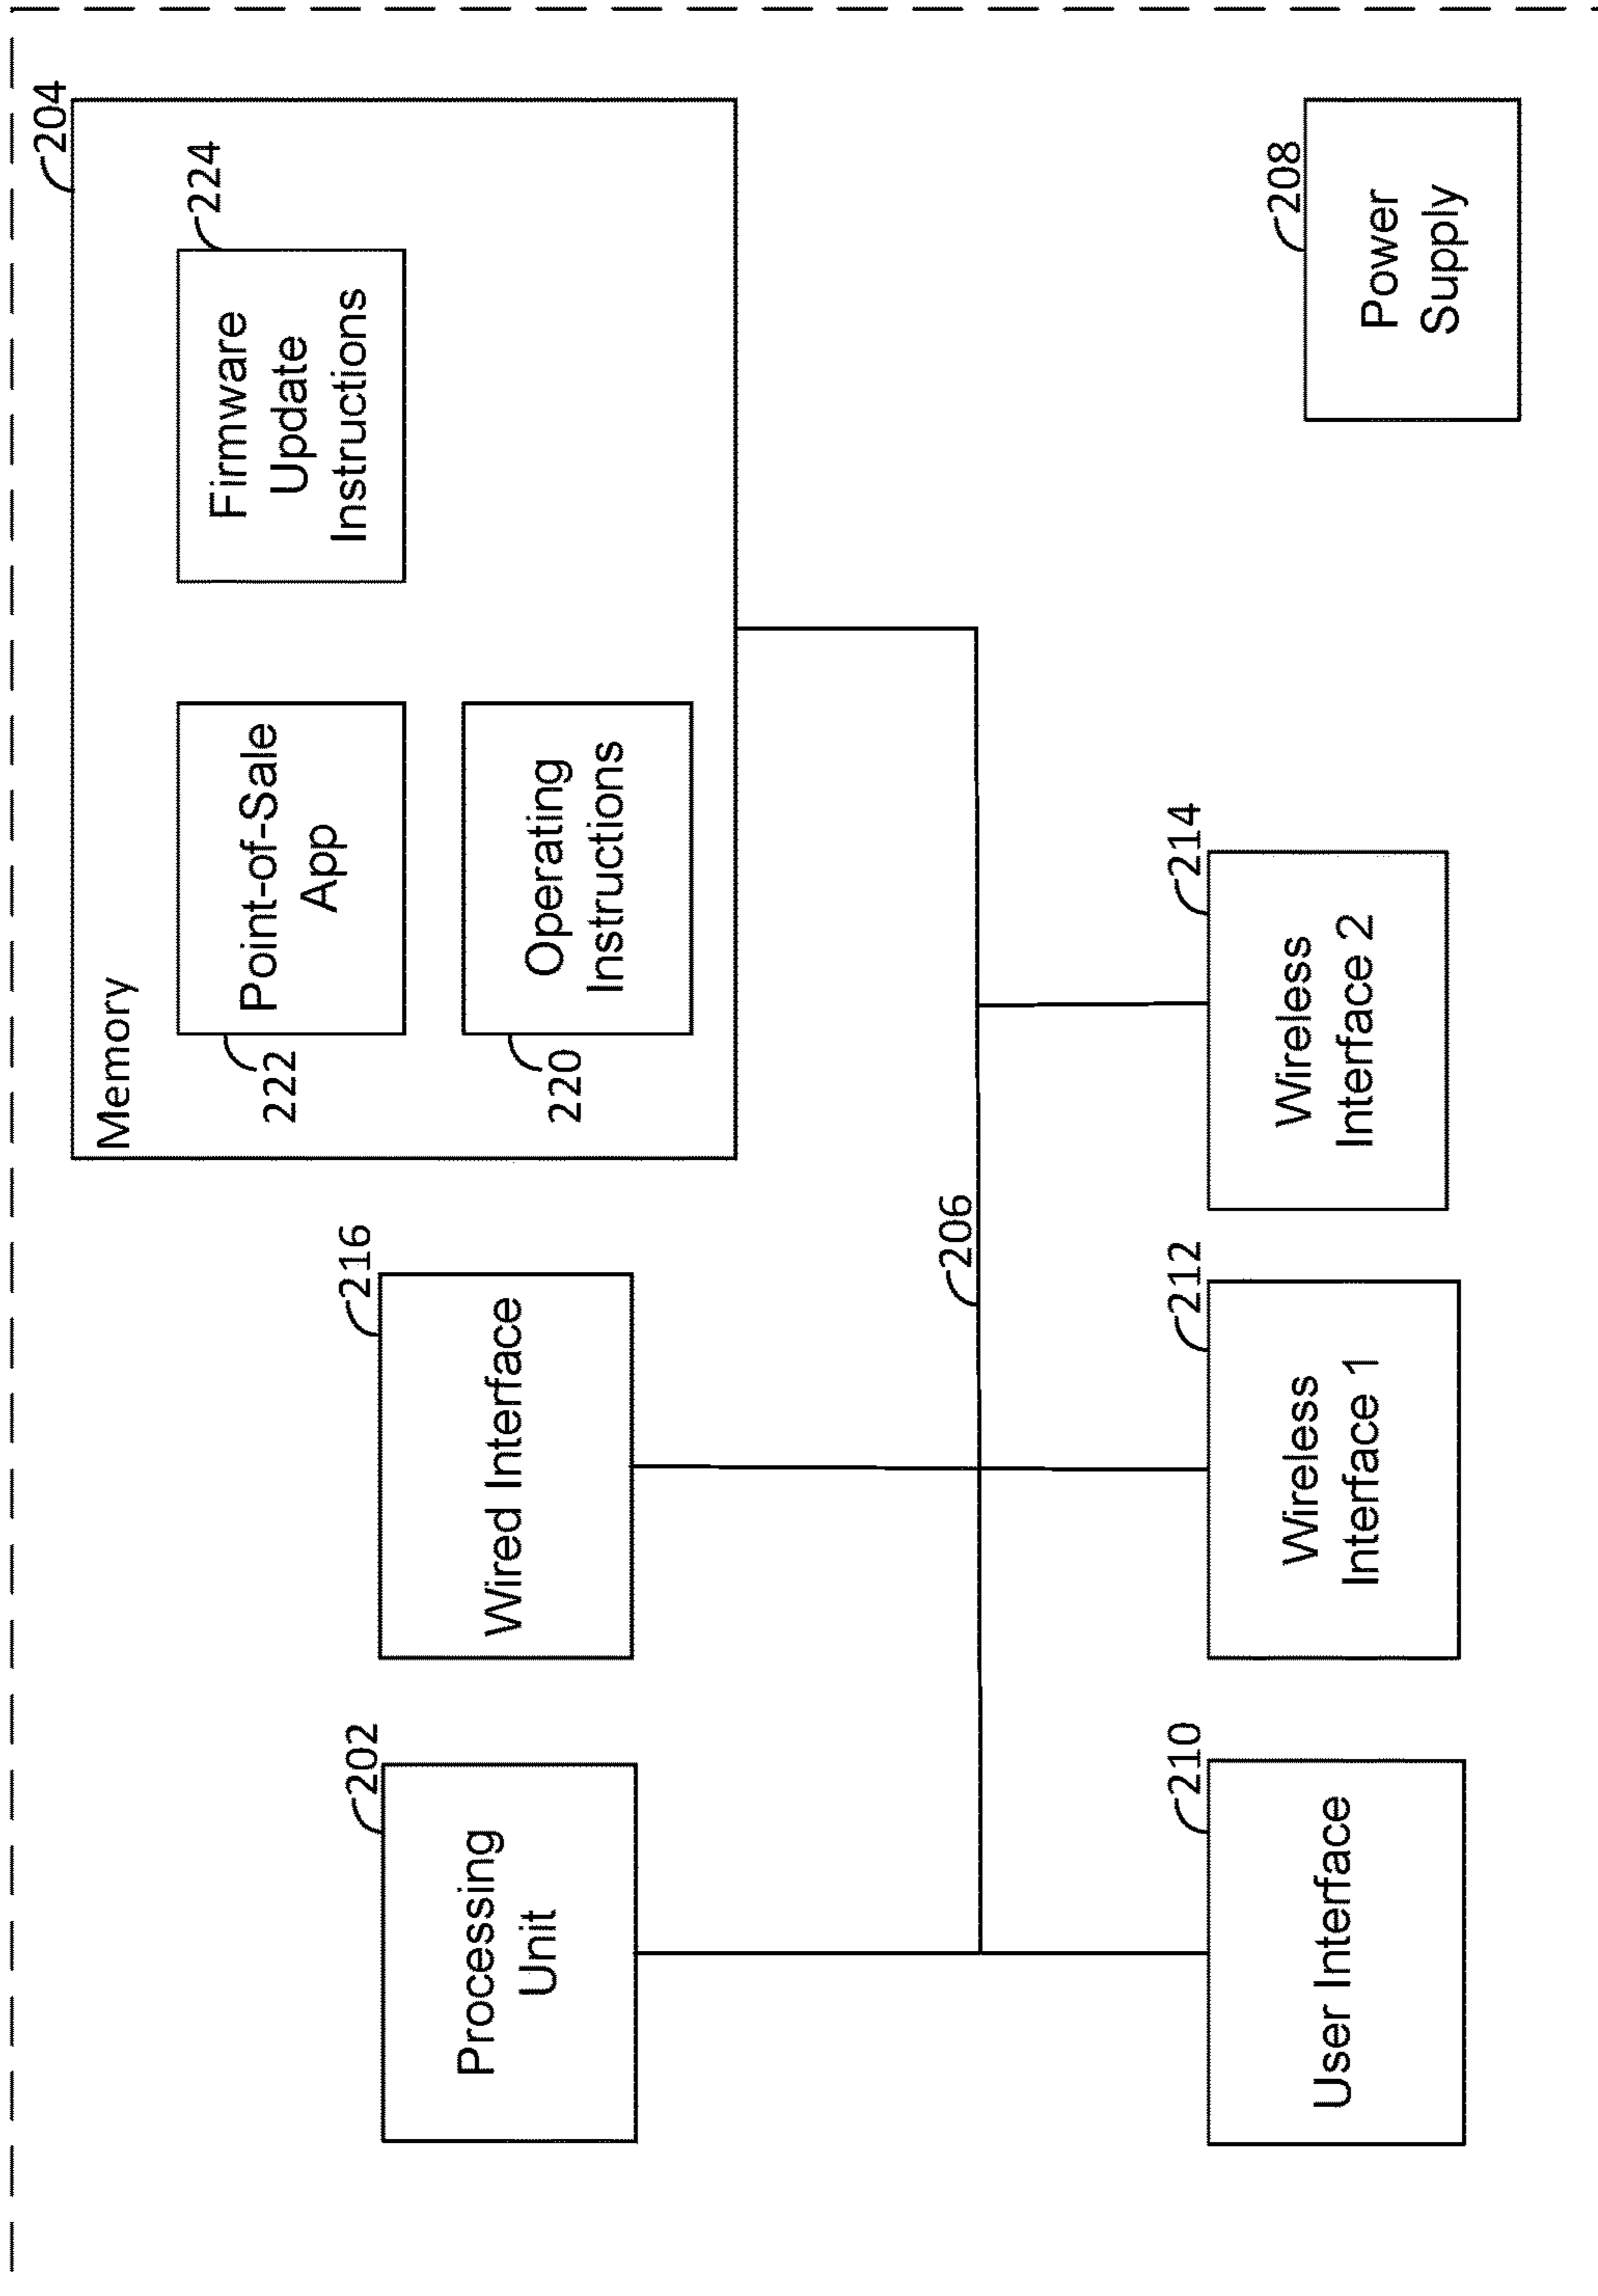 202
Processing
Unit
216
Wired Interface
204
Memory
222
Point-of-Sale
App
224
Firmware
Update
Instructions
220
Operating
Instructions
206
210
User Interface
212
Wireless
Interface 1
214
Wireless
Interface 2
208
Power
Supply